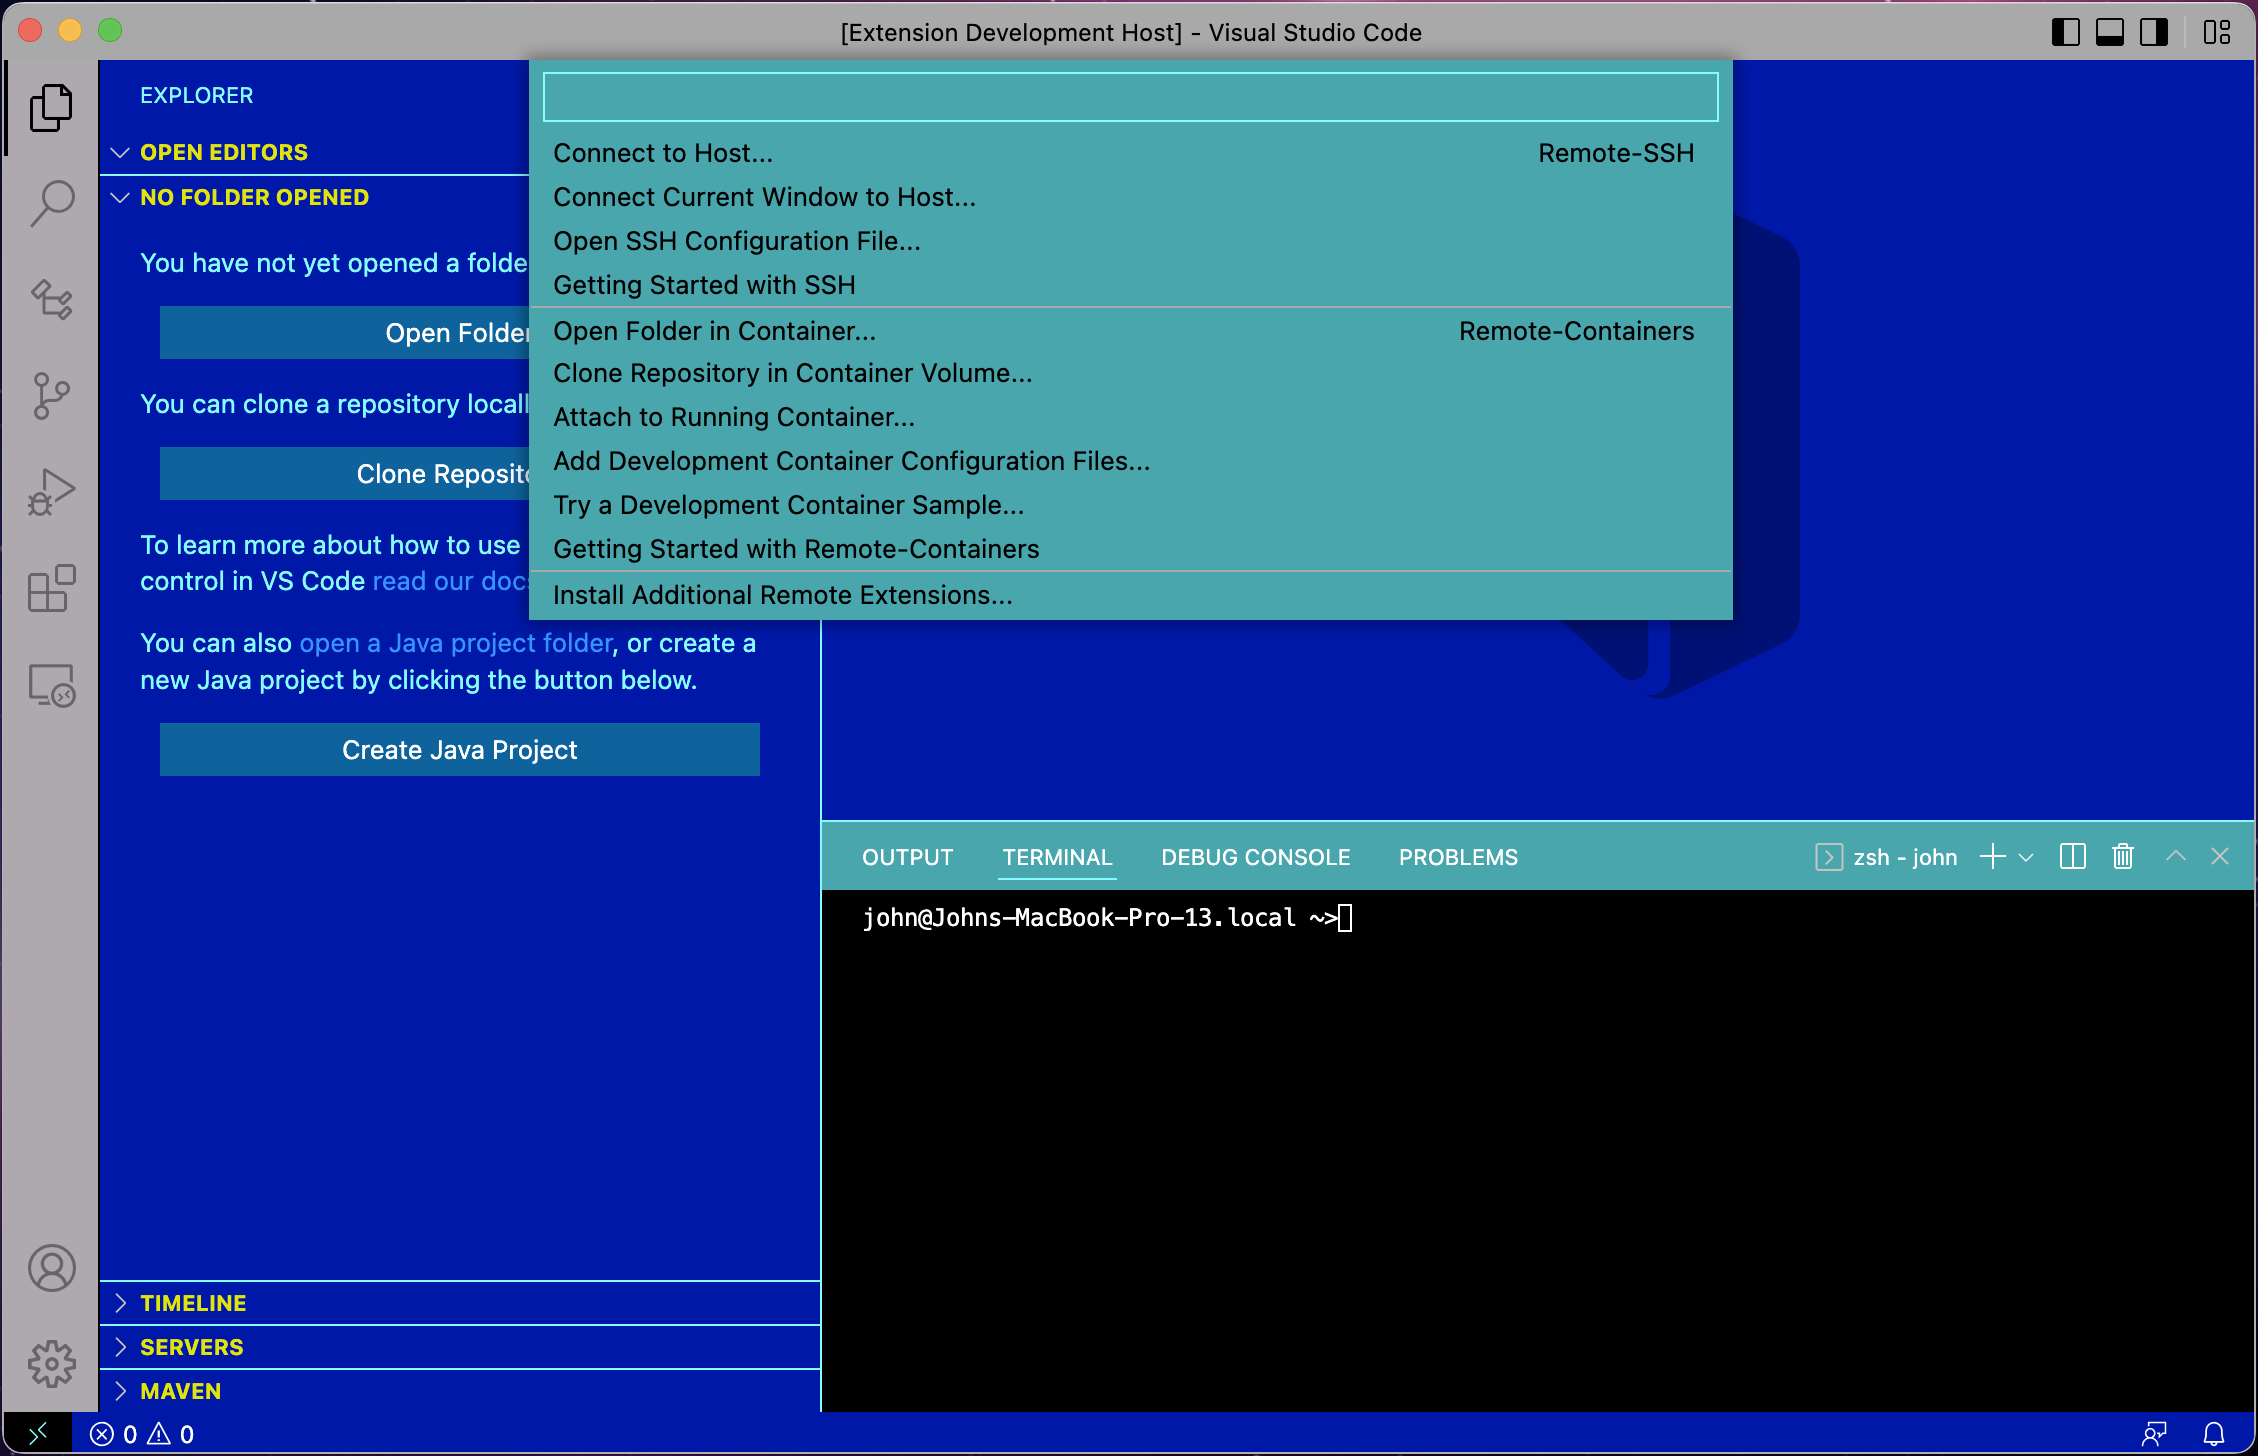 [Extension Development Host] - Visual Studio Code
EXPLORER
OPEN EDITORS
NO FOLDER OPENED
You have not yet opened a folde
Open Folder
You can clone a repository locall
Clone Reposito
To learn more about how to use
control in VS Code read our docs
You can also open a Java project folder, or create a
new Java project by clicking the button below.
Create Java Project
TIMELINE
SERVERS
MAVEN
Connect to Host... Remote-SSH
Connect Current Window to Host...
Open SSH Configuration File...
Getting Started with SSH
Open Folder in Container... Remote-Containers
Clone Repository in Container Volume...
Attach to Running Container...
Add Development Container Configuration Files...
Try a Development Container Sample...
Getting Started with Remote-Containers
Install Additional Remote Extensions...
OUTPUT TERMINAL DEBUG CONSOLE PROBLEMS zsh - john
john@Johns-MacBook-Pro-13.local ~>
0 0